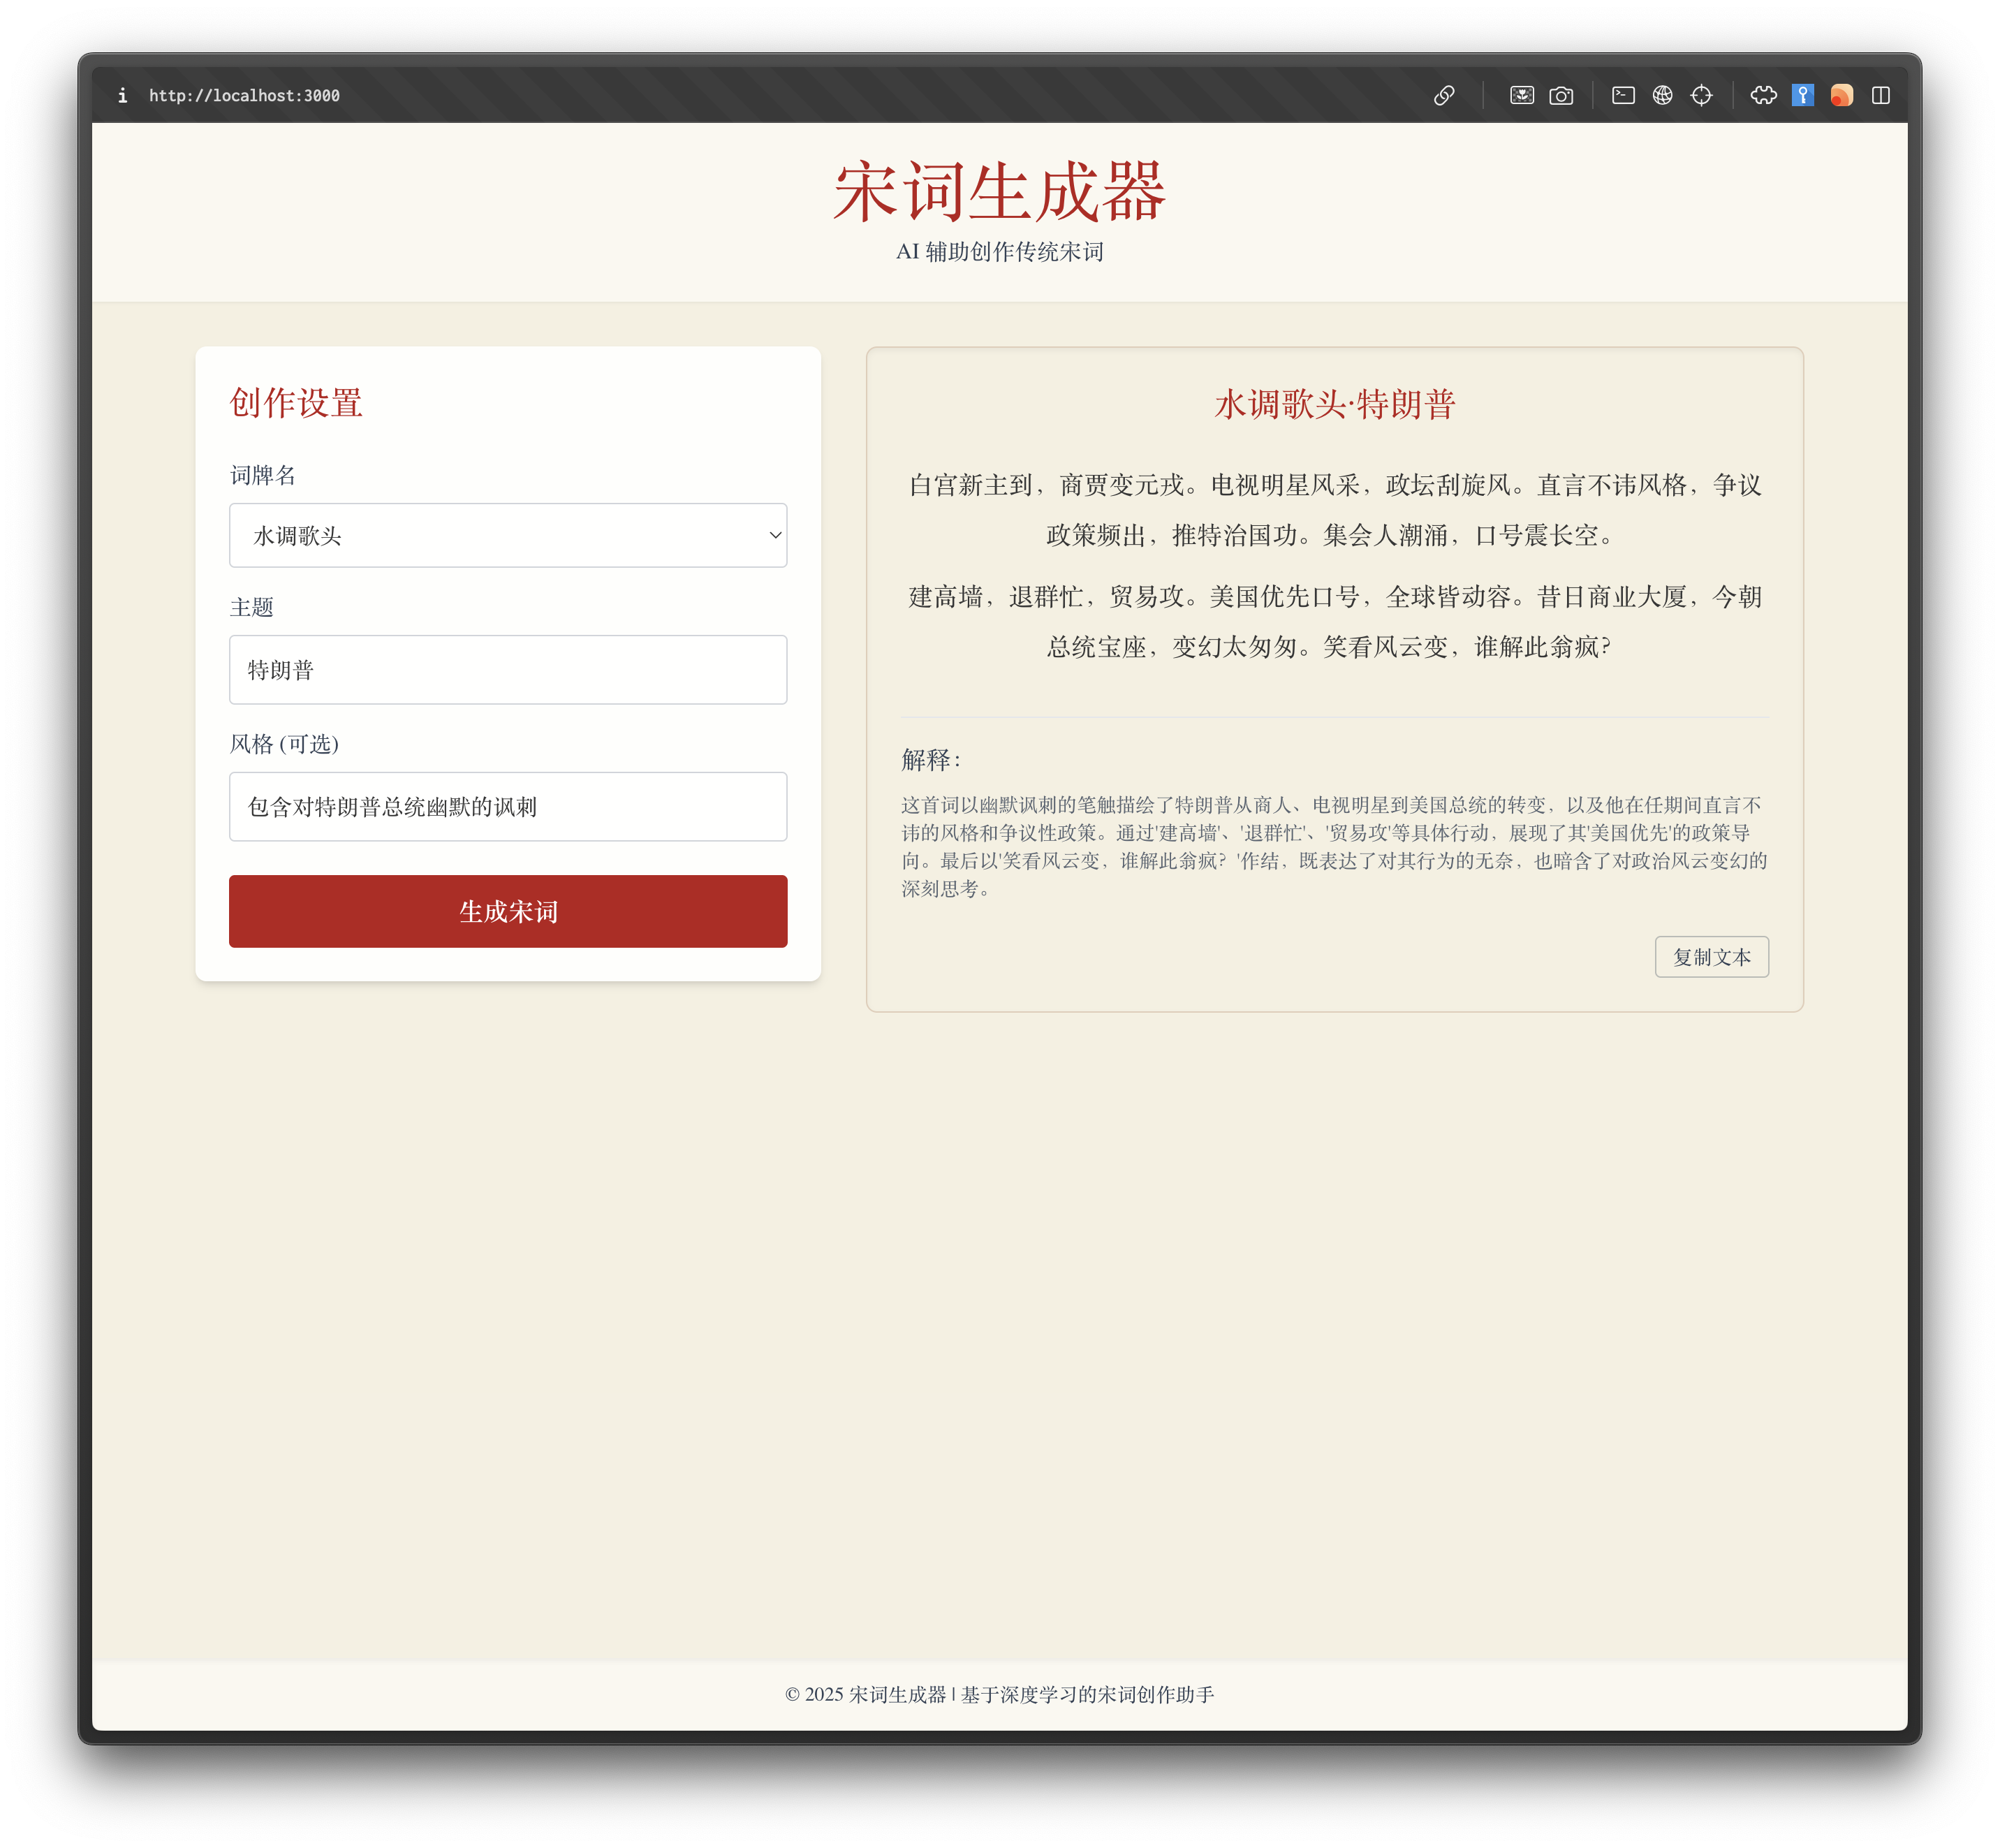 http://localhost:3000
宋词生成器
AI 辅助创作传统宋词
创作设置
词牌名
水调歌头
主题
特朗普
风格 (可选)
包含对特朗普总统幽默的讽刺
生成宋词
水调歌头·特朗普
白宫新主到，商贾变元戎。电视明星风采，政坛刮旋风。直言不讳风格，争议
政策频出，推特治国功。集会人潮涌，口号震长空。
建高墙，退群忙，贸易攻。美国优先口号，全球皆动容。昔日商业大厦，今朝
总统宝座，变幻太匆匆。笑看风云变，谁解此翁疯？
解释：
这首词以幽默讽刺的笔触描绘了特朗普从商人、电视明星到美国总统的转变，以及他在任期间直言不
讳的风格和争议性政策。通过'建高墙'、'退群忙'、'贸易攻'等具体行动，展现了其'美国优先'的政策导
向。最后以'笑看风云变，谁解此翁疯？'作结，既表达了对其行为的无奈，也暗含了对政治风云变幻的
深刻思考。
复制文本
© 2025 宋词生成器 | 基于深度学习的宋词创作助手